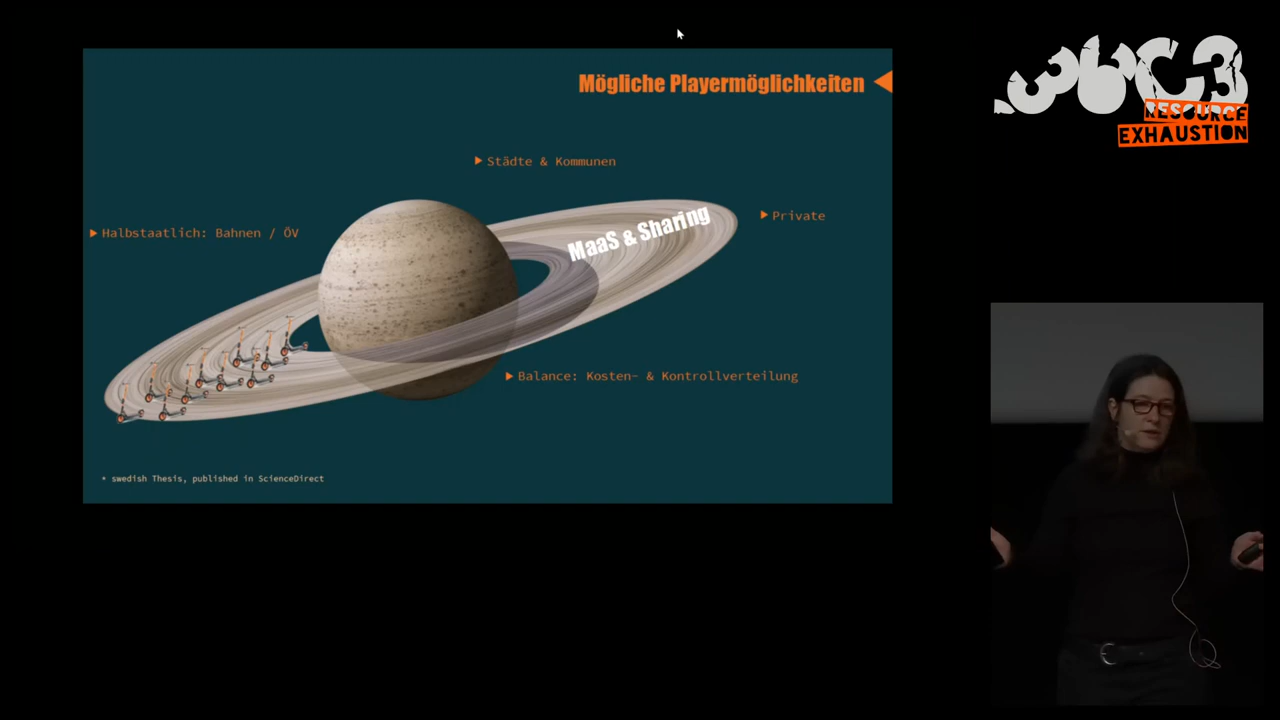 Mögliche Playermöglichkeiten
Städte & Kommunen
Private
Halbstaatlich: Bahnen / ÖV
MaaS & Sharing
Balance: Kosten- & Kontrollverteilung
* swedish Thesis, published in ScienceDirect
36C3
RESOURCE
EXHAUSTION